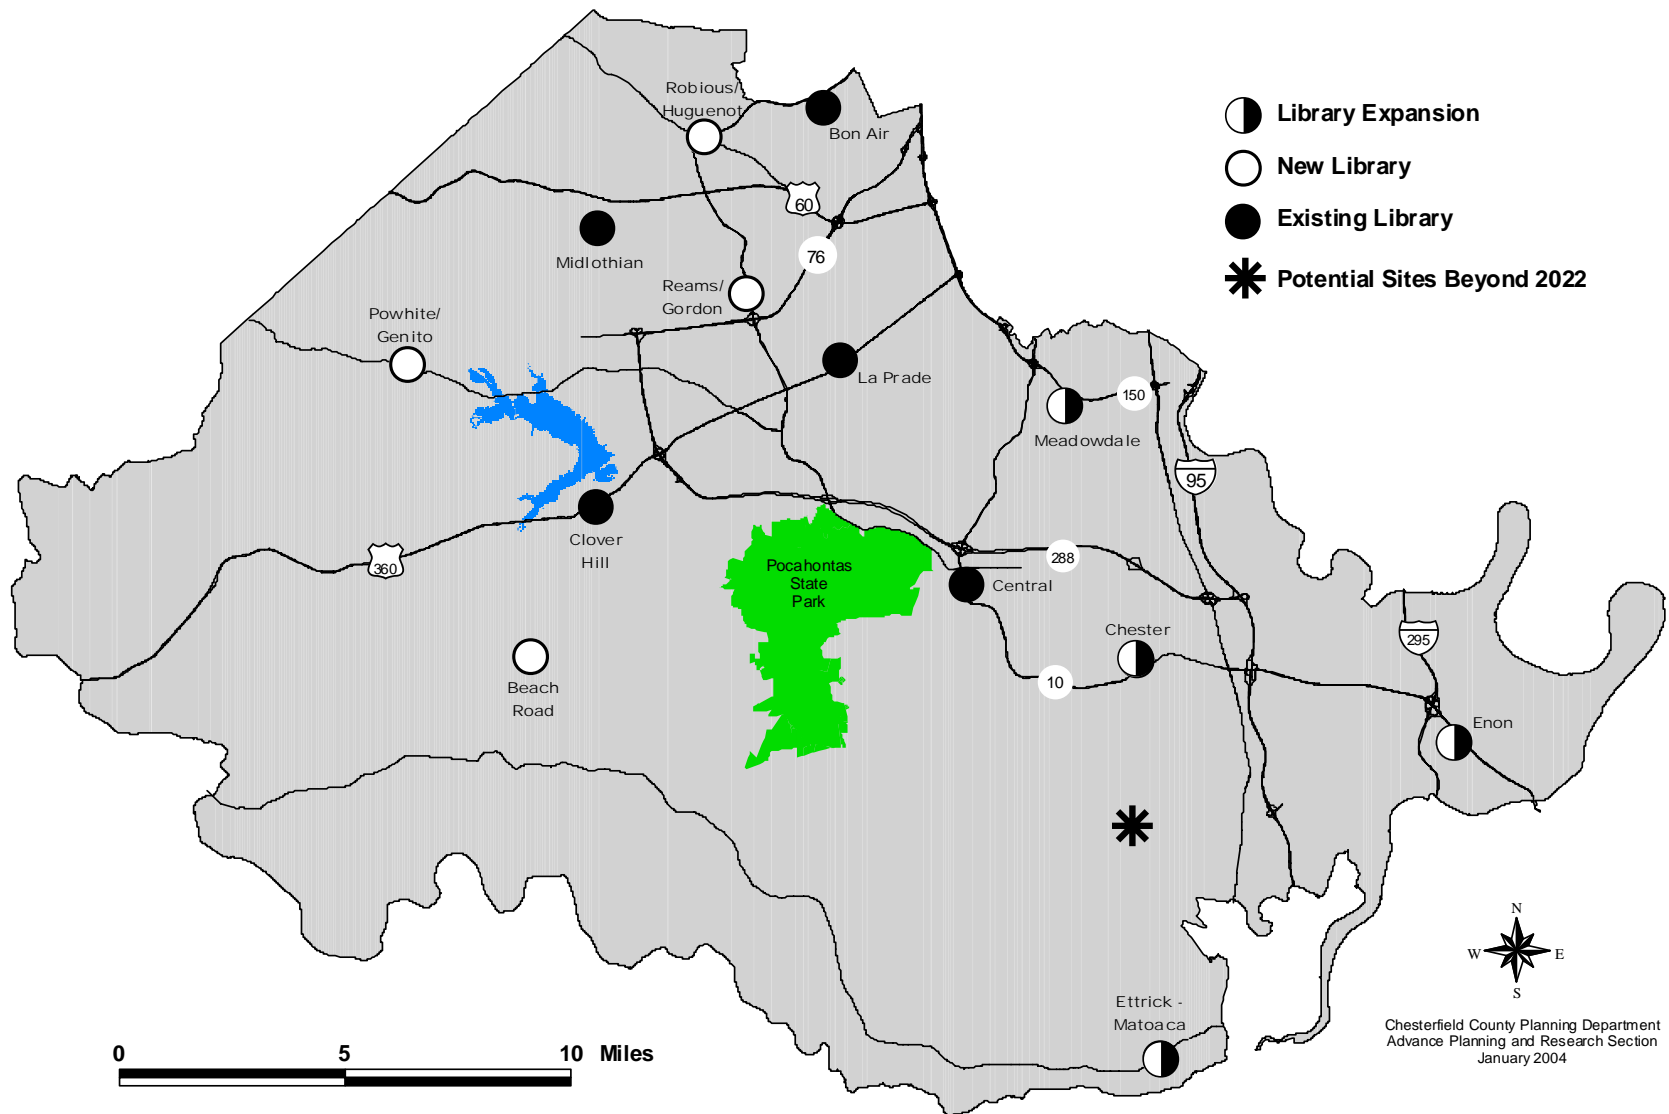 Robious/
Huguenot
Bon Air
60
76
Midlothian
Reams/
Gordon
Powhite/
Genito
La Prade
150
Meadowdale
95
Clover
Hill
360
Pocahontas
State
Park
288
Central
Chester
295
10
Beach
Road
Enon
Ettrick -
Matoaca
Library Expansion
New Library
Existing Library
Potential Sites Beyond 2022
N
W
E
S
Chesterfield County Planning Department
Advance Planning and Research Section
January 2004
0 5 10 Miles